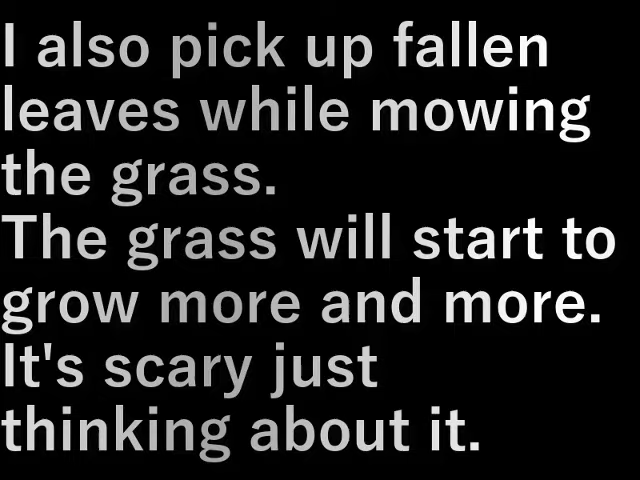 I also pick up fallen
leaves while mowing
the grass.
The grass will start to
grow more and more.
It's scary just
thinking about it.